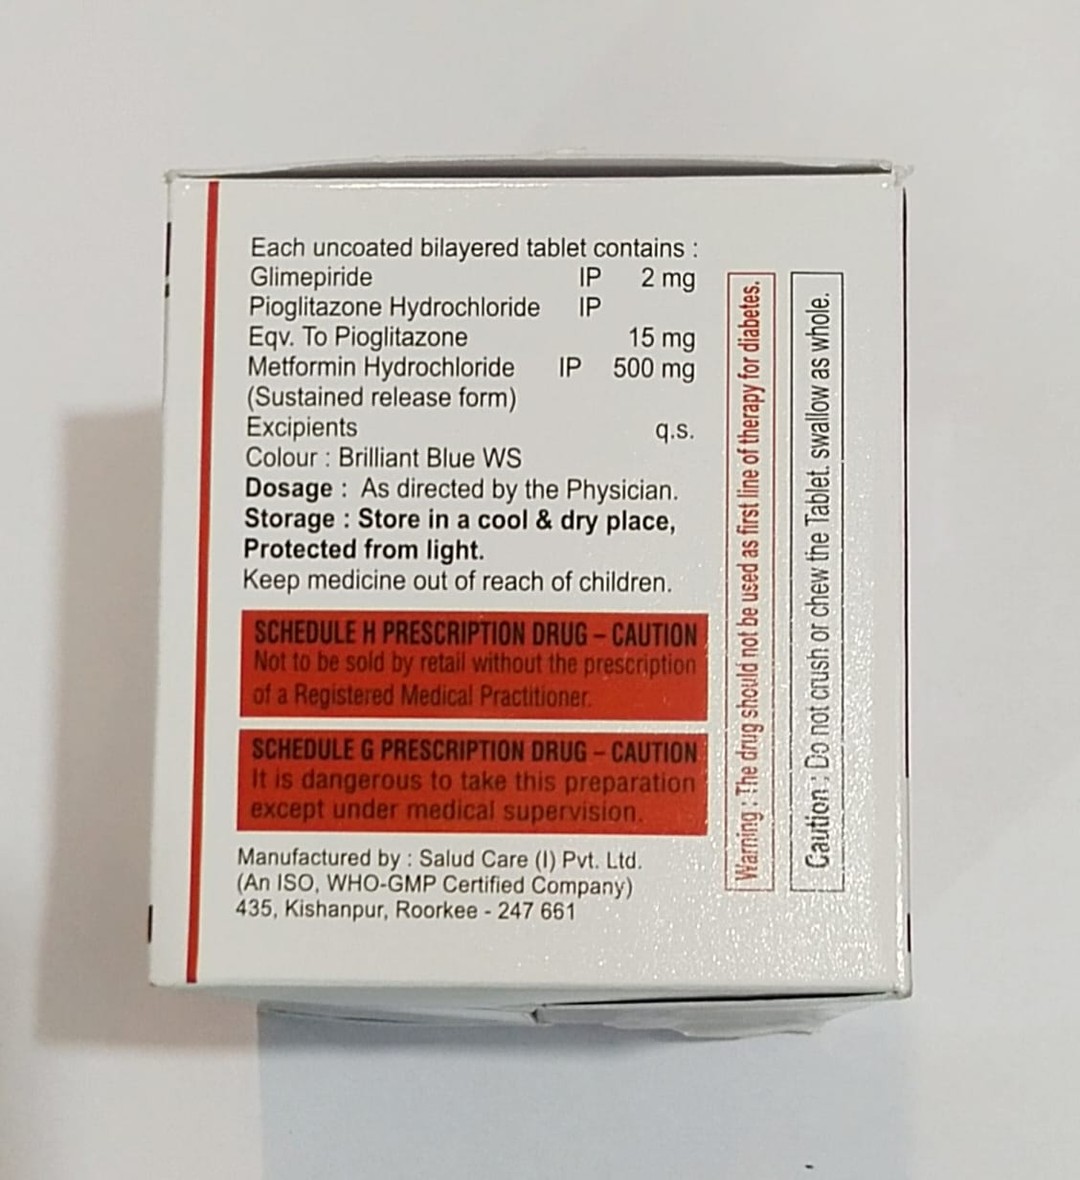 Each uncoated bilayered tablet contains :
Glimepiride IP 2 mg
Pioglitazone Hydrochloride IP
Eqv. To Pioglitazone 15 mg
Metformin Hydrochloride IP 500 mg
(Sustained release form)
Excipients q.s.
Colour : Brilliant Blue WS
Dosage : As directed by the Physician.
Storage : Store in a cool & dry place,
Protected from light.
Keep medicine out of reach of children.
SCHEDULE H PRESCRIPTION DRUG – CAUTION
Not to be sold by retail without the prescription
of a Registered Medical Practitioner.
SCHEDULE G PRESCRIPTION DRUG – CAUTION
It is dangerous to take this preparation
except under medical supervision.
Manufactured by : Salud Care (I) Pvt. Ltd.
(An ISO, WHO-GMP Certified Company)
435, Kishanpur, Roorkee - 247 661
Warning : The drug should not be used as first line of therapy for diabetes.
Caution : Do not crush or chew the Tablet. swallow as whole.